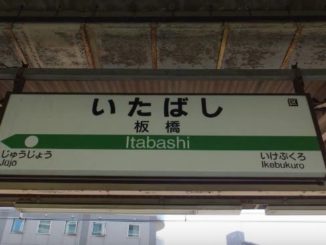 いたばし
板橋
Itabashi
じゅうじょう
Jūjō
いけぶくろ
Ikebukuro